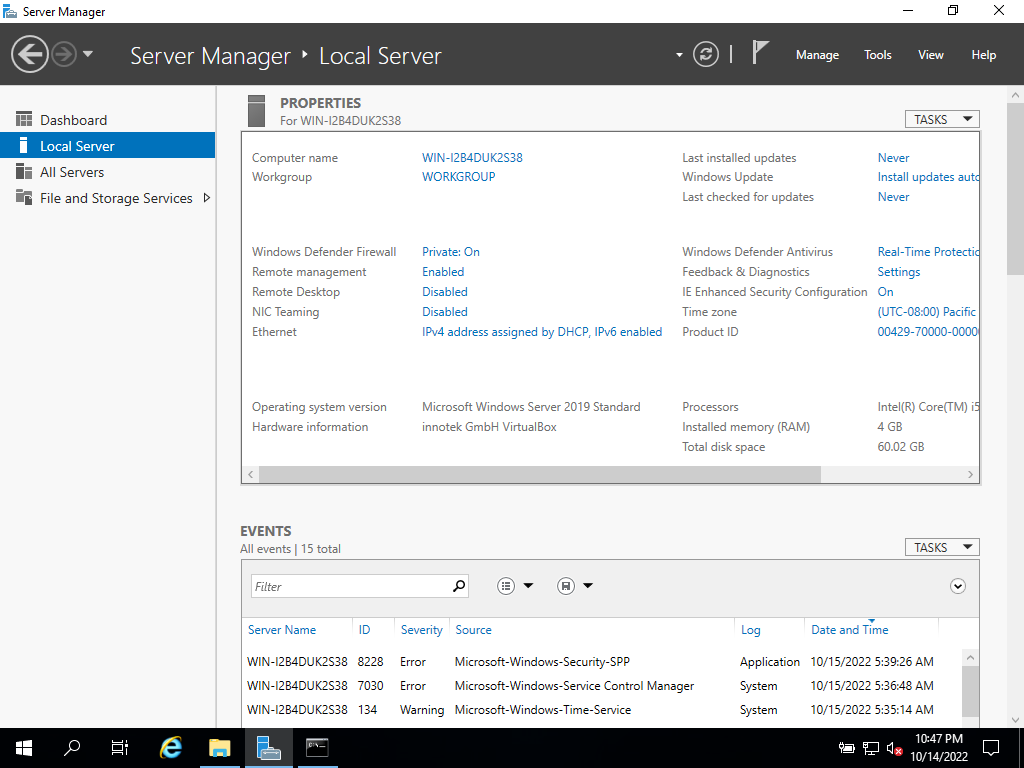 Server Manager
Server Manager ‣ Local Server
Manage Tools View Help
Dashboard
Local Server
All Servers
File and Storage Services
PROPERTIES
For WIN-I2B4DUK2S38
TASKS
Computer name WIN-I2B4DUK2S38 Last installed updates Never
Workgroup WORKGROUP Windows Update Install updates auto
Last checked for updates Never
Windows Defender Firewall Private: On Windows Defender Antivirus Real-Time Protectio
Remote management Enabled Feedback & Diagnostics Settings
Remote Desktop Disabled IE Enhanced Security Configuration On
NIC Teaming Disabled Time zone (UTC-08:00) Pacific
Ethernet IPv4 address assigned by DHCP, IPv6 enabled Product ID 00429-70000-0000
Operating system version Microsoft Windows Server 2019 Standard Processors Intel(R) Core(TM) i5
Hardware information innotek GmbH VirtualBox Installed memory (RAM) 4 GB
Total disk space 60.02 GB
EVENTS
All events | 15 total
TASKS
Filter
Server Name ID Severity Source Log Date and Time
WIN-I2B4DUK2S38 8228 Error Microsoft-Windows-Security-SPP Application 10/15/2022 5:39:26 AM
WIN-I2B4DUK2S38 7030 Error Microsoft-Windows-Service Control Manager System 10/15/2022 5:36:48 AM
WIN-I2B4DUK2S38 134 Warning Microsoft-Windows-Time-Service System 10/15/2022 5:35:14 AM
10:47 PM
10/14/2022